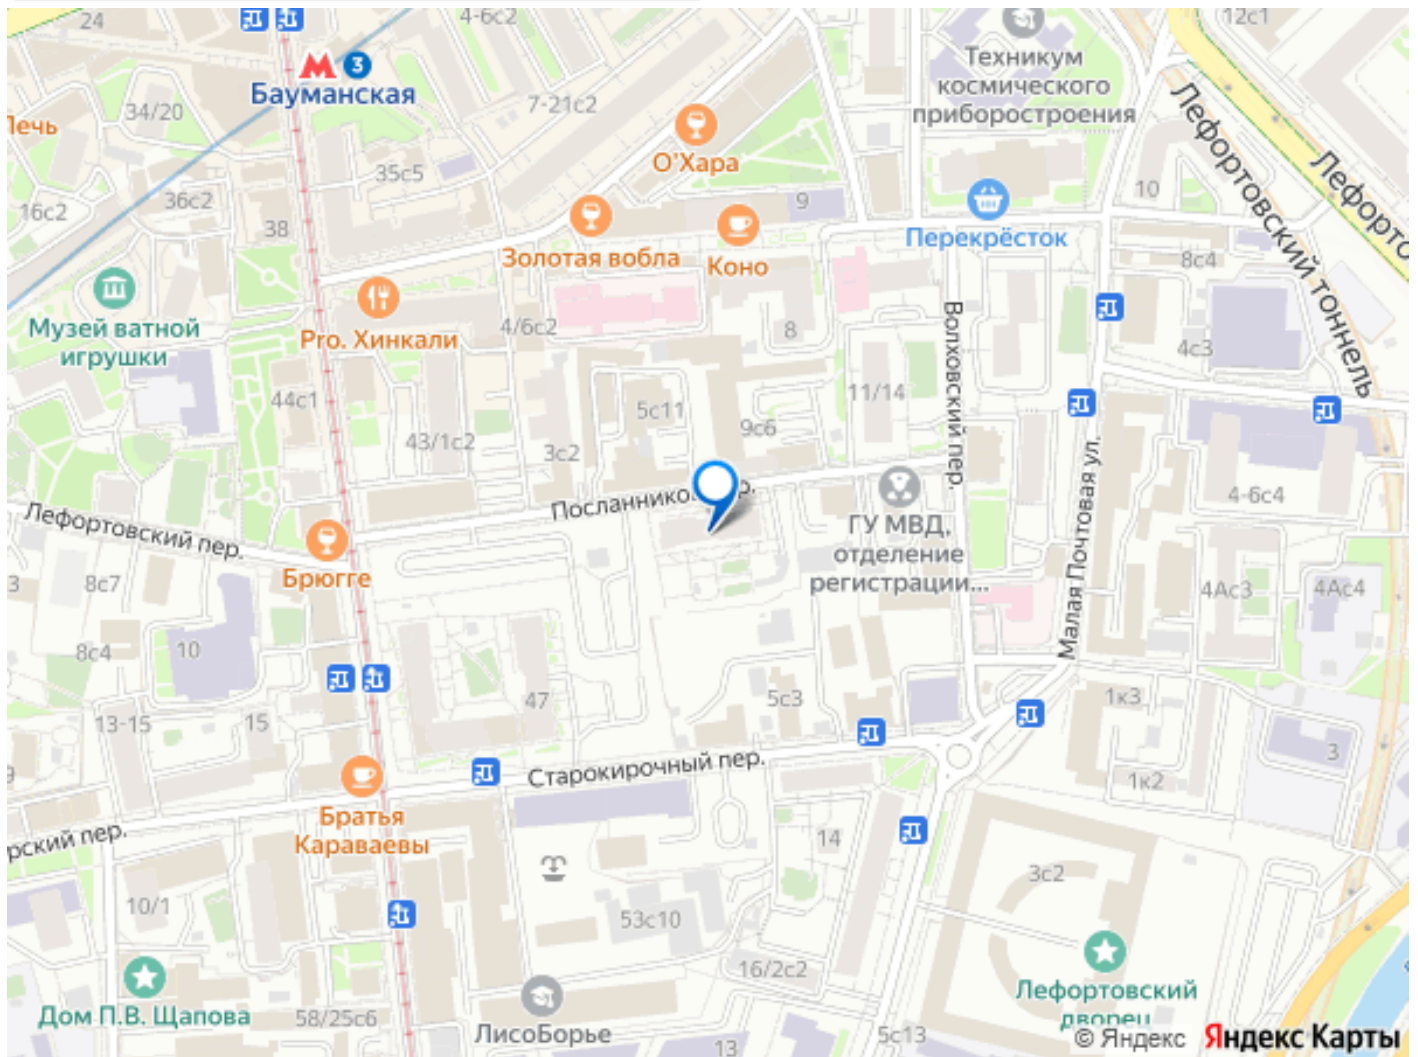 24
4-6с2
12с1
3
Бауманская
Техникум
космического
приборостроения
34/20
7-21с2
Печь
О'Хара
Лефортовский тоннель
Лефорто
35с5
36с2
16с2
10
9
38
Перекрёсток
Золотая вобла
Коно
8с4
Музей ватной
игрушки
Pro. Хинкали
4/6с2
8
Волховский пер.
4с3
44с1
5с11
11/14
43/1с2
3с2
9с6
Малая Почтовая ул.
4-6с4
Лефортовский пер.
ГУ МВД,
отделение
регистрации...
Брюгге
3
8с7
4Ас3
4Ас4
8с4
10
47
5с3
1к3
13-15
15
3
Старокирочный пер.
9
1к2
Братья
Караваевы
рский пер.
14
3с2
10/1
53с10
16/2с2
Лефортовский
дворец
Дом П.В. Щапова
58/25с6
ЛисоБорье
5с13
13
© Яндекс Яндекс Карты